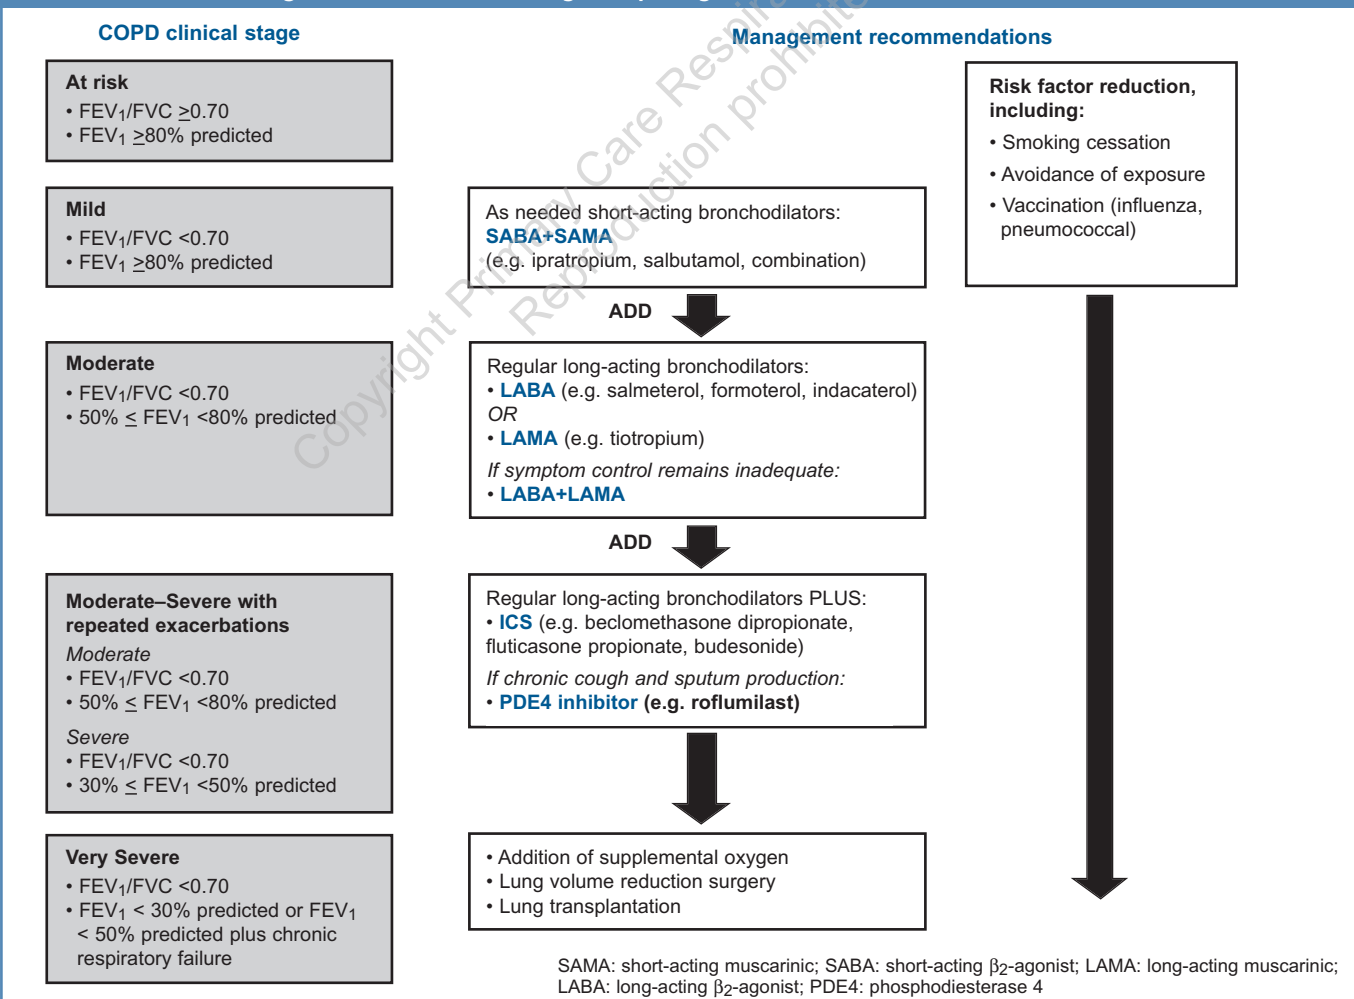 COPD clinical stage
Management recommendations
At risk
• FEV1/FVC ≥0.70
• FEV1 ≥80% predicted
Mild
• FEV1/FVC <0.70
• FEV1 ≥80% predicted
Moderate
• FEV1/FVC <0.70
• 50% ≤ FEV1 <80% predicted
Moderate–Severe with
repeated exacerbations
Moderate
• FEV1/FVC <0.70
• 50% ≤ FEV1 <80% predicted
Severe
• FEV1/FVC <0.70
• 30% ≤ FEV1 <50% predicted
Very Severe
• FEV1/FVC <0.70
• FEV1 < 30% predicted or FEV1
< 50% predicted plus chronic
respiratory failure
As needed short-acting bronchodilators:
SABA+SAMA
(e.g. ipratropium, salbutamol, combination)
ADD
Regular long-acting bronchodilators:
• LABA (e.g. salmeterol, formoterol, indacaterol)
OR
• LAMA (e.g. tiotropium)
If symptom control remains inadequate:
• LABA+LAMA
ADD
Regular long-acting bronchodilators PLUS:
• ICS (e.g. beclomethasone dipropionate,
fluticasone propionate, budesonide)
If chronic cough and sputum production:
• PDE4 inhibitor (e.g. roflumilast)
• Addition of supplemental oxygen
• Lung volume reduction surgery
• Lung transplantation
Risk factor reduction,
including:
• Smoking cessation
• Avoidance of exposure
• Vaccination (influenza,
pneumococcal)
SAMA: short-acting muscarinic; SABA: short-acting β2-agonist; LAMA: long-acting muscarinic;
LABA: long-acting β2-agonist; PDE4: phosphodiesterase 4
Copyright Primary Care
Reproduction